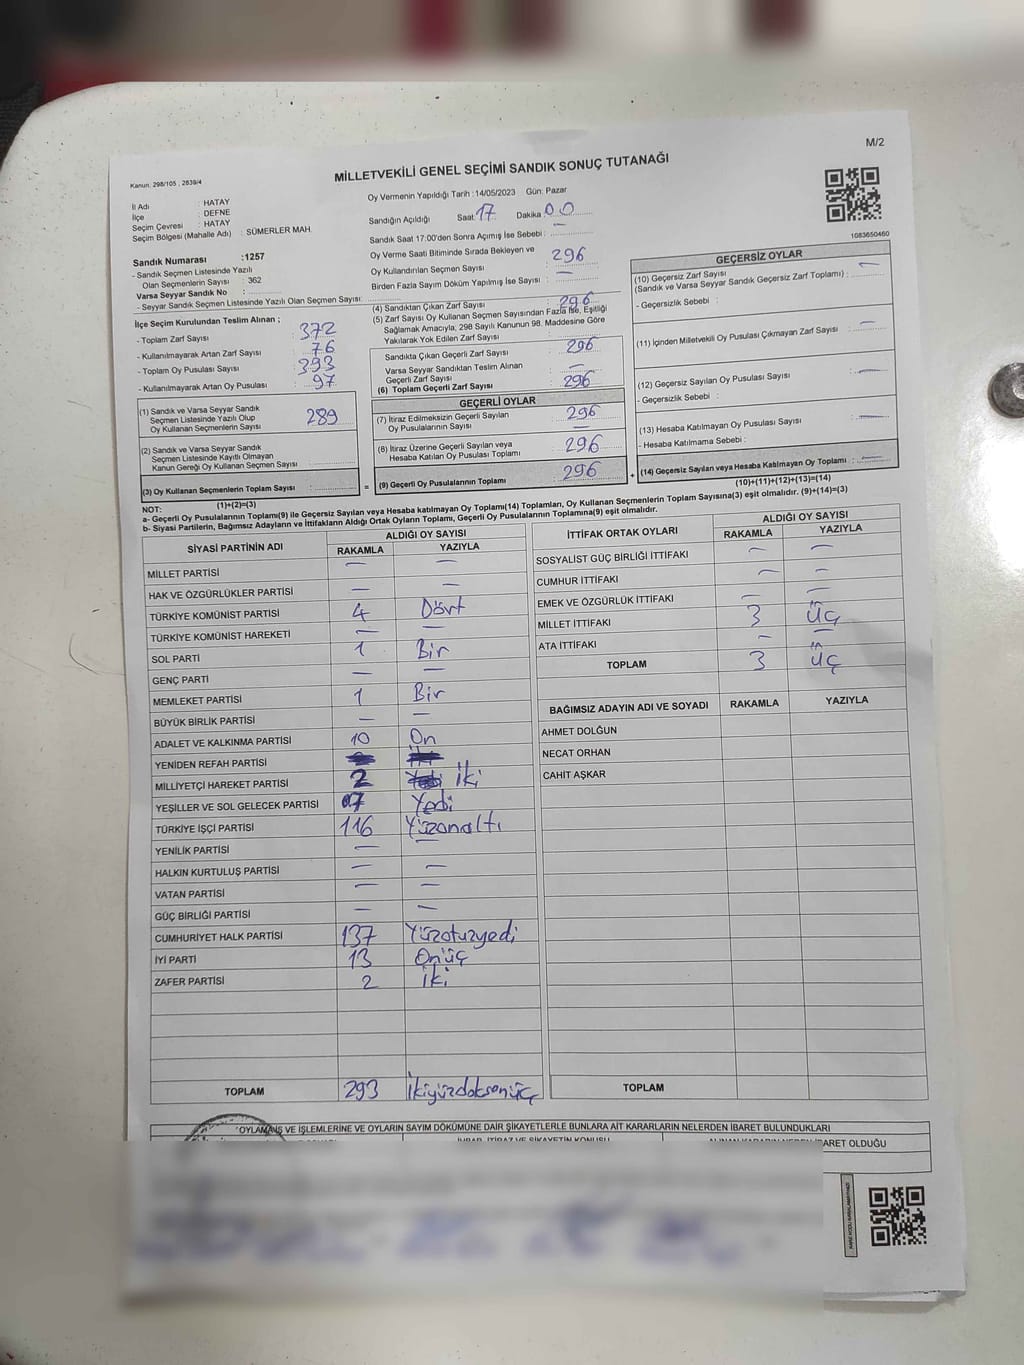 M/2
MİLLETVEKİLİ GENEL SEÇİMİ SANDIK SONUÇ TUTANAĞI
Kanun: 298/105 ; 2839/4
İl Adı : HATAY
İlçe : DEFNE
Seçim Çevresi : HATAY
Seçim Bölgesi (Mahalle Adı) : SÜMERLER MAH.
Oy Vermenin Yapıldığı Tarih : 14/05/2023 Gün: Pazar
Sandığın Açıldığı Saat: 17 Dakika: 00
Sandık Saat 17:00'den Sonra Açımış İse Sebebi : —
Oy Verme Saati Bitiminde Sırada Bekleyen ve
Oy Kullandırılan Seçmen Sayısı : 296
Birden Fazla Sayım Döküm Yapılmış İse Sayısı : —
1083650460
Sandık Numarası :1257
- Sandık Seçmen Listesinde Yazılı
Olan Seçmenlerin Sayısı : 362
Varsa Seyyar Sandık No :
- Seyyar Sandık Seçmen Listesinde Yazılı Olan Seçmen Sayısı:
İlçe Seçim Kurulundan Teslim Alınan ;
- Toplam Zarf Sayısı : 372
- Kullanılmayarak Artan Zarf Sayısı : 76
- Toplam Oy Pusulası Sayısı : 393
- Kullanılmayarak Artan Oy Pusulası : 97
(1) Sandık ve Varsa Seyyar Sandık
Seçmen Listesinde Yazılı Olup
Oy Kullanan Seçmenlerin Sayısı : 289
(2) Sandık ve Varsa Seyyar Sandık
Seçmen Listesinde Kayıtlı Olmayan
Kanun Gereği Oy Kullanan Seçmen Sayısı :
(3) Oy Kullanan Seçmenlerin Toplam Sayısı :
(1)+(2)=(3)
=
(4) Sandıktan Çıkan Zarf Sayısı : 296
(5) Zarf Sayısı Oy Kullanan Seçmen Sayısından Fazla İse, Eşitliği
Sağlamak Amacıyla, 298 Sayılı Kanunun 98. Maddesine Göre
Yakılarak Yok Edilen Zarf Sayısı :
Sandıkta Çıkan Geçerli Zarf Sayısı : 296
Varsa Seyyar Sandıktan Teslim Alınan
Geçerli Zarf Sayısı : —
(6) Toplam Geçerli Zarf Sayısı : 296
GEÇERLİ OYLAR
(7) İtiraz Edilmeksizin Geçerli Sayılan
Oy Pusulalarının Sayısı : 296
—
(8) İtiraz Üzerine Geçerli Sayılan veya
Hesaba Katılan Oy Pusulası Toplamı : 296
(9) Geçerli Oy Pusulalarının Toplamı : 296
+
GEÇERSİZ OYLAR
(10) Geçersiz Zarf Sayısı
(Sandık ve Varsa Seyyar Sandık Geçersiz Zarf Toplamı) : —
- Geçersizlik Sebebi :
(11) İçinden Milletvekili Oy Pusulası Çıkmayan Zarf Sayısı : —
(12) Geçersiz Sayılan Oy Pusulası Sayısı : —
- Geçersizlik Sebebi :
(13) Hesaba Katılmayan Oy Pusulası Sayısı : —
- Hesaba Katılmama Sebebi :
(14) Geçersiz Sayılan veya Hesaba Katılmayan Oy Toplamı : —
(10)+(11)+(12)+(13)=(14)
NOT:
a- Geçerli Oy Pusulalarının Toplamı(9) ile Geçersiz Sayılan veya Hesaba Katılmayan Oy Toplamı(14) Toplamları, Oy Kullanan Seçmenlerin Toplam Sayısına(3) eşit olmalıdır. (9)+(14)=(3)
b- Siyasi Partilerin, Bağımsız Adayların ve İttifakların Aldığı Ortak Oyların Toplamı, Geçerli Oy Pusulalarının Toplamına(9) eşit olmalıdır.
SİYASİ PARTİNİN ADI ALDIĞI OY SAYISI
RAKAMLA YAZIYLA
MİLLET PARTİSİ — —
HAK VE ÖZGÜRLÜKLER PARTİSİ — —
TÜRKİYE KOMÜNİST PARTİSİ 4 Dört
TÜRKİYE KOMÜNİST HAREKETİ — —
SOL PARTİ 1 Bir
GENÇ PARTİ — —
MEMLEKET PARTİSİ 1 Bir
BÜYÜK BİRLİK PARTİSİ — —
ADALET VE KALKINMA PARTİSİ 10 On
YENİDEN REFAH PARTİSİ
MİLLİYETÇİ HAREKET PARTİSİ 2 İki
YEŞİLLER VE SOL GELECEK PARTİSİ 07 Yedi
TÜRKİYE İŞÇİ PARTİSİ 116 Yüzonaltı
YENİLİK PARTİSİ — —
HALKIN KURTULUŞ PARTİSİ — —
VATAN PARTİSİ — —
GÜÇ BİRLİĞİ PARTİSİ — —
CUMHURİYET HALK PARTİSİ 137 Yüzotuzyedi
İYİ PARTİ 13 Onüç
ZAFER PARTİSİ 2 İki
TOPLAM 293 İkiyüzdoksanüç
İTTİFAK ORTAK OYLARI ALDIĞI OY SAYISI
RAKAMLA YAZIYLA
SOSYALİST GÜÇ BİRLİĞİ İTTİFAKI — —
CUMHUR İTTİFAKI — —
EMEK VE ÖZGÜRLÜK İTTİFAKI — —
MİLLET İTTİFAKI 3 Üç
ATA İTTİFAKI — —
TOPLAM 3 Üç
BAĞIMSIZ ADAYIN ADI VE SOYADI RAKAMLA YAZIYLA
AHMET DOLĞUN
NECAT ORHAN
CAHİT AŞKAR
TOPLAM
OYLAMA İŞ VE İŞLEMLERİNE VE OYLARIN SAYIM DÖKÜMÜNE DAİR ŞİKAYETLERLE BUNLARA AİT KARARLARIN NELERDEN İBARET BULUNDUKLARI